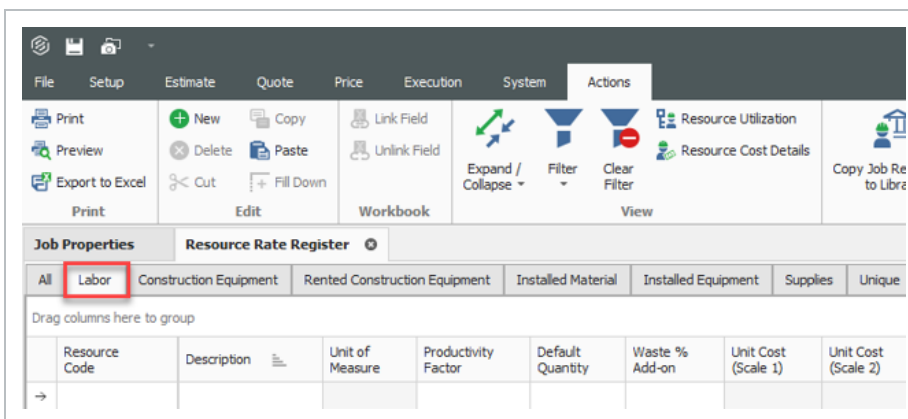 File Setup Estimate Quote Price Execution System Actions
Print New Copy Link Field Resource Utilization
Preview Delete Paste Unlink Field Resource Cost Details
Export to Excel Cut Fill Down
Expand / Collapse
Filter
Clear Filter
Copy Job Re
to Libra
Print Edit Workbook View
Job Properties Resource Rate Register
All Labor Construction Equipment Rented Construction Equipment Installed Material Installed Equipment Supplies Unique
Drag columns here to group
Resource Description Unit of Productivity Default Waste % Unit Cost Unit Cost
Code Measure Factor Quantity Add-on (Scale 1) (Scale 2)